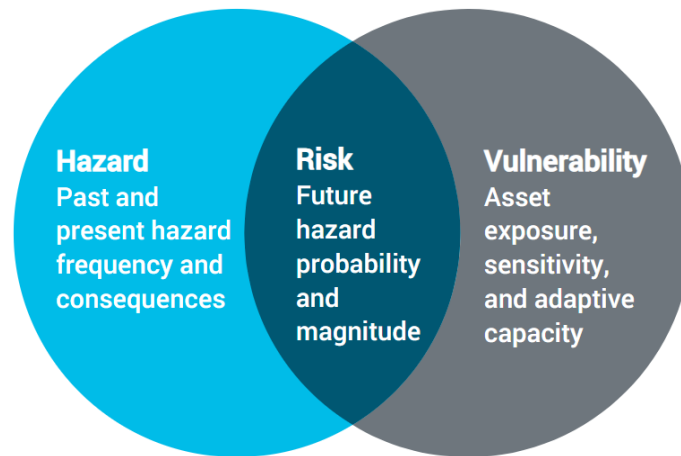 Hazard
Past and
present hazard
frequency and
consequences
Risk
Future
hazard
probability
and
magnitude
Vulnerability
Asset
exposure,
sensitivity,
and adaptive
capacity